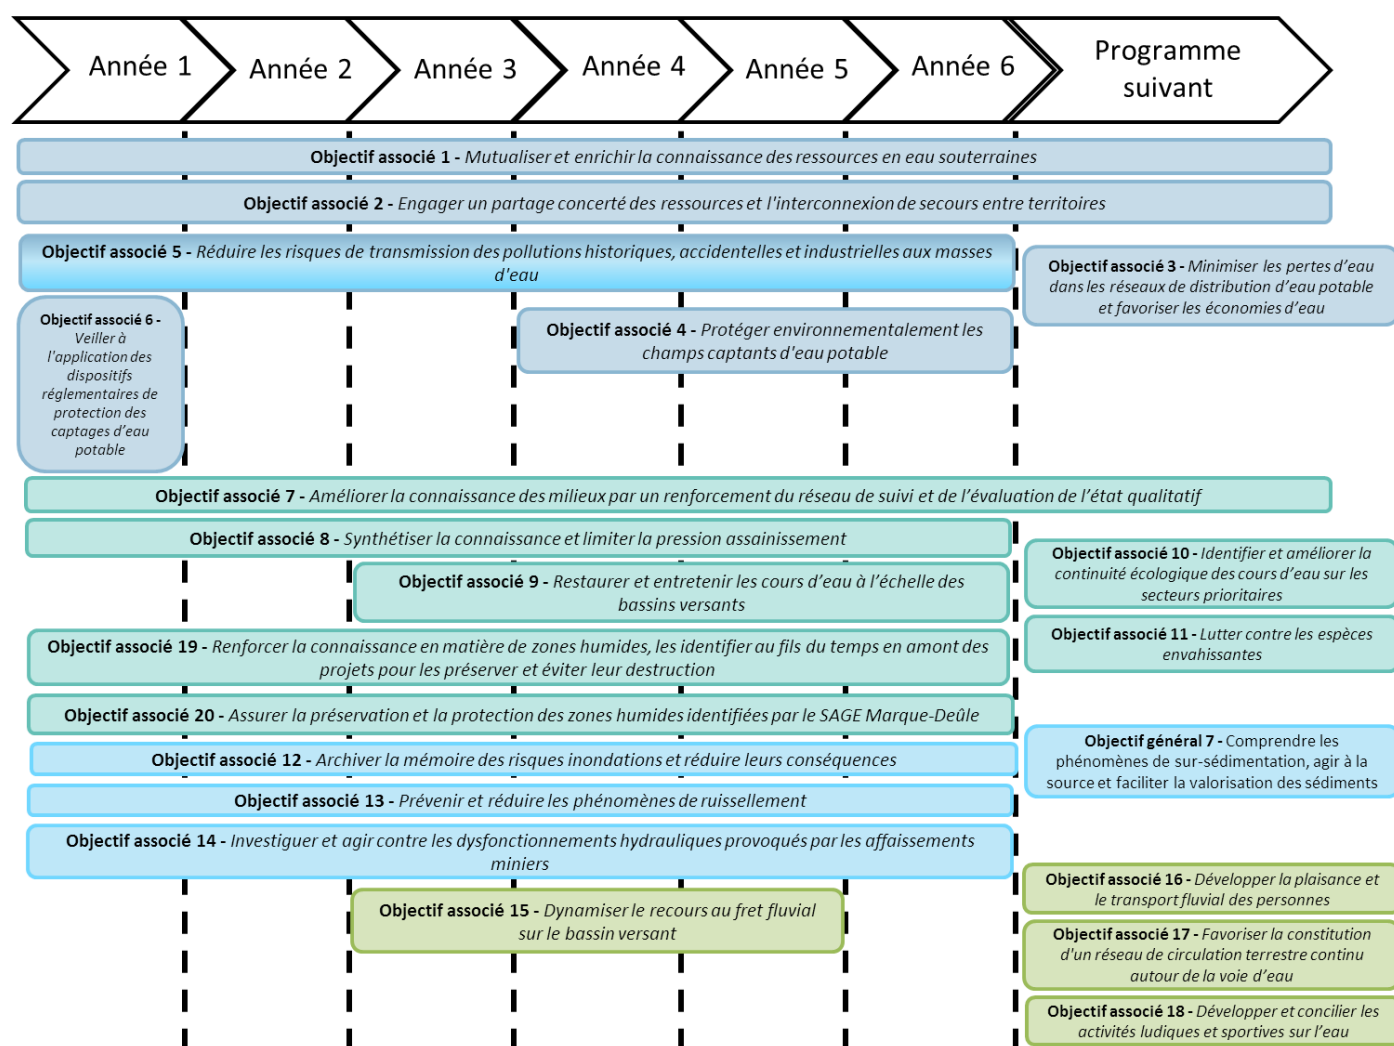 Année 1
Année 2
Année 3
Année 4
Année 5
Année 6
Programme
suivant
Objectif associé 1 - Mutualiser et enrichir la connaissance des ressources en eau souterraines
Objectif associé 2 - Engager un partage concerté des ressources et l'interconnexion de secours entre territoires
Objectif associé 5 - Réduire les risques de transmission des pollutions historiques, accidentelles et industrielles aux masses
d'eau
Objectif associé 3 - Minimiser les pertes d’eau
dans les réseaux de distribution d’eau potable
et favoriser les économies d’eau
Objectif associé 6 -
Veiller à
l'application des
dispositifs
réglementaires de
protection des
captages d’eau
potable
Objectif associé 4 - Protéger environnementalement les
champs captants d'eau potable
Objectif associé 7 - Améliorer la connaissance des milieux par un renforcement du réseau de suivi et de l’évaluation de l’état qualitatif
Objectif associé 8 - Synthétiser la connaissance et limiter la pression assainissement
Objectif associé 9 - Restaurer et entretenir les cours d’eau à l’échelle des
bassins versants
Objectif associé 10 - Identifier et améliorer la
continuité écologique des cours d’eau sur les
secteurs prioritaires
Objectif associé 19 - Renforcer la connaissance en matière de zones humides, les identifier au fils du temps en amont des
projets pour les préserver et éviter leur destruction
Objectif associé 11 - Lutter contre les espèces
envahissantes
Objectif associé 20 - Assurer la préservation et la protection des zones humides identifiées par le SAGE Marque-Deûle
Objectif associé 12 - Archiver la mémoire des risques inondations et réduire leurs conséquences
Objectif général 7 - Comprendre les
phénomènes de sur-sédimentation, agir à la
source et faciliter la valorisation des sédiments
Objectif associé 13 - Prévenir et réduire les phénomènes de ruissellement
Objectif associé 14 - Investiguer et agir contre les dysfonctionnements hydrauliques provoqués par les affaissements
miniers
Objectif associé 15 - Dynamiser le recours au fret fluvial
sur le bassin versant
Objectif associé 16 - Développer la plaisance et
le transport fluvial des personnes
Objectif associé 17 - Favoriser la constitution
d'un réseau de circulation terrestre continu
autour de la voie d’eau
Objectif associé 18 - Développer et concilier les
activités ludiques et sportives sur l’eau